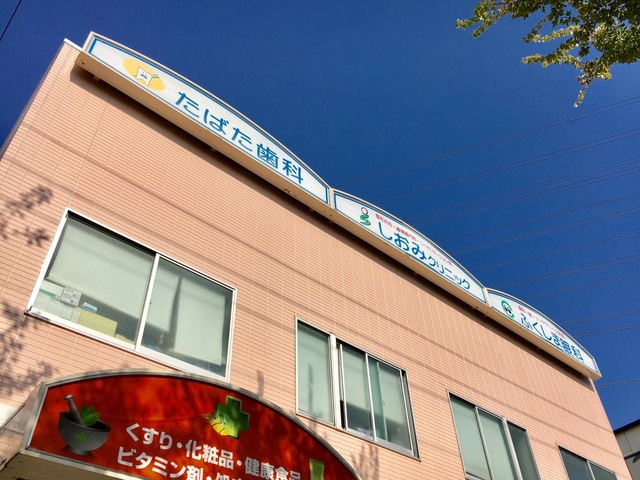 たばた歯科
しおみクリニック
ふくしま歯科
くすり・化粧品・健康食品
ビタミン剤・